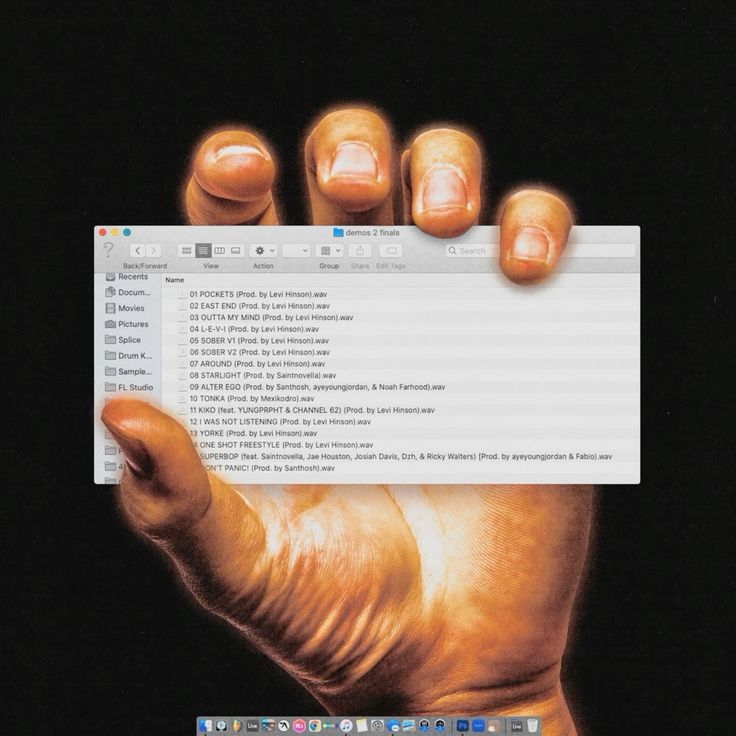 demos 2 finals
?
Search
Back/Forward View Action Group Share Edit Tags
Recents
Docum...
Movies
Pictures
Splice
Drum K...
Sample...
FL Studio
Name
01 POCKETS (Prod. by Levi Hinson).wav
02 EAST END (Prod. by Levi Hinson).wav
03 OUTTA MY MIND (Prod. by Levi Hinson).wav
04 L-E-V-I (Prod. by Levi Hinson).wav
05 SOBER V1 (Prod. by Levi Hinson).wav
06 SOBER V2 (Prod. by Levi Hinson).wav
07 AROUND (Prod. by Levi Hinson).wav
08 STARLIGHT (Prod. by Saintnovella).wav
09 ALTER EGO (Prod. by Santhosh, ayeyoungjordan, & Noah Farhood).wav
10 TONKA (Prod. by Mexikodro).wav
11 KIKO (feat. YUNGPRPHT & CHANNEL 62) (Prod. by Levi Hinson).wav
12 I WAS NOT LISTENING (Prod. by Levi Hinson).wav
13 YORKE (Prod. by Levi Hinson).wav
4 ONE SHOT FREESTYLE (Prod. by Levi Hinson).wav
SUPERBOP (feat. Saintnovella, Jae Houston, Josiah Davis, Dzh, & Ricky Walters) [Prod. by ayeyoungjordan & Fabio).wav
ON'T PANIC! (Prod. by Santhosh).wav
Live
Ps
Live